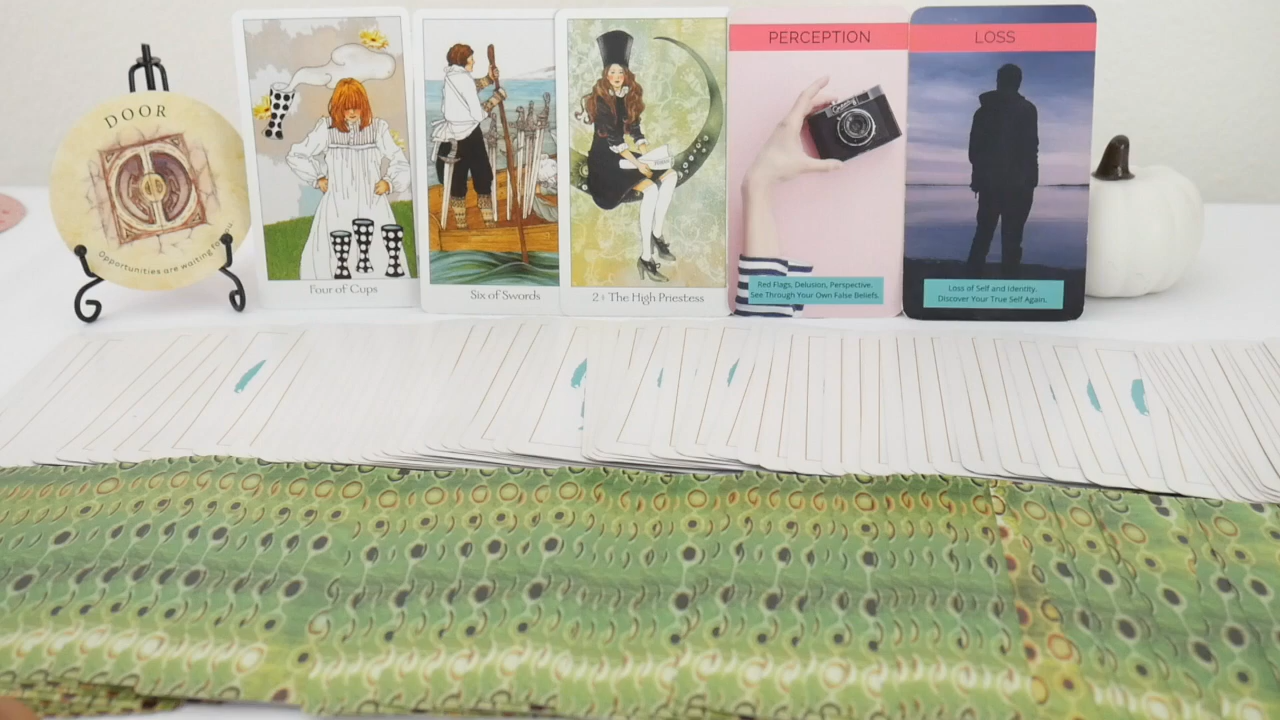 DOOR
Opportunities are waiting for you
Four of Cups
Six of Swords
2 The High Priestess
PERCEPTION
Red Flags, Delusion, Perspective.
See Through Your Own False Beliefs.
LOSS
Loss of Self and Identity.
Discover Your True Self Again.